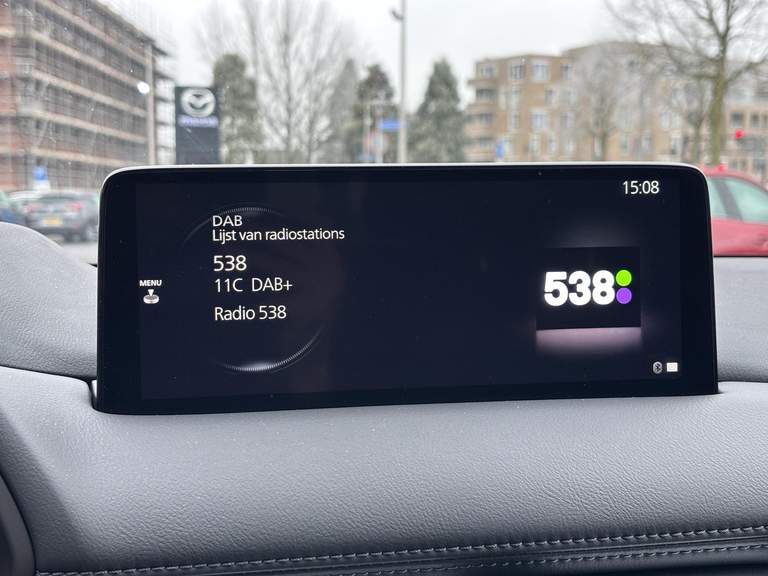 15:08
DAB
Lijst van radiostations
538
11C DAB+
Radio 538
MENU
538